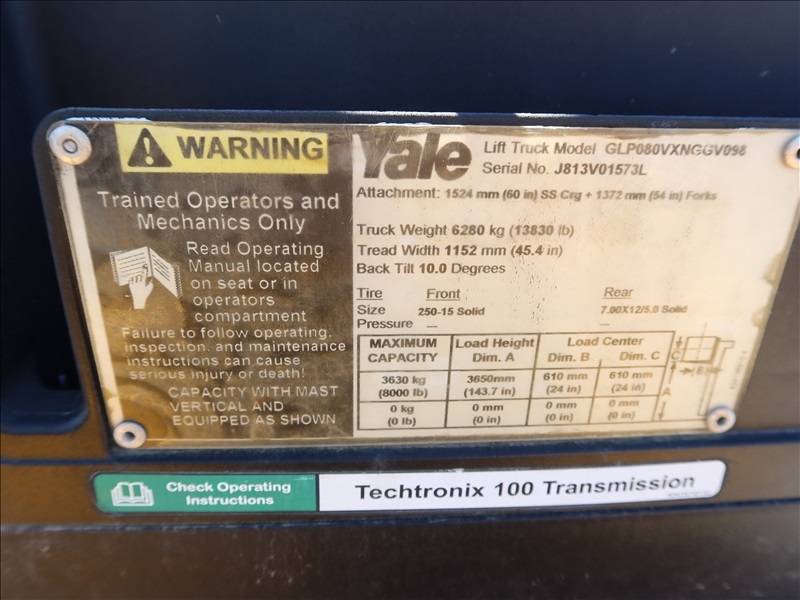 WARNING
Trained Operators and
Mechanics Only
Read Operating
Manual located
on seat or in
operators
compartment
Failure to follow operating,
inspection, and maintenance
instructions can cause
serious injury or death!
CAPACITY WITH MAST
VERTICAL AND
EQUIPPED AS SHOWN
Yale
Lift Truck Model GLP080VXNGGV098
Serial No. J813V01573L
Attachment: 1524 mm (60 in) SS Crg + 1372 mm (54 in) Forks
Truck Weight 6280 kg (13830 lb)
Tread Width 1152 mm (45.4 in)
Back Tilt 10.0 Degrees
Tire Front Rear
Size 250-15 Solid 7.00X12/5.0 Solid
Pressure — —
MAXIMUM CAPACITY Load Height Dim. A Load Center Dim. B Dim. C
3630 kg (8000 lb) 3650mm (143.7 in) 610 mm (24 in) 610 mm (24 in)
0 kg (0 lb) 0 mm (0 in) 0 mm (0 in) 0 mm (0 in)
C
B
A
Check Operating
Instructions
Techtronix 100 Transmission